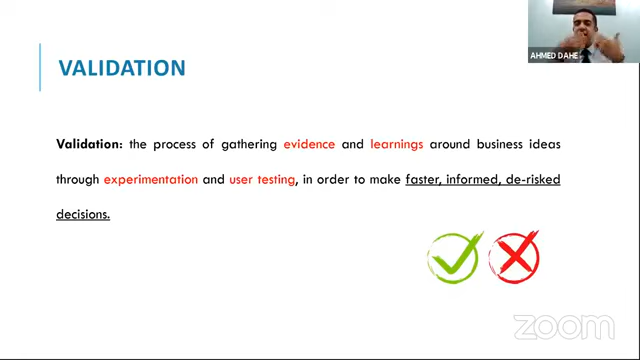 AHMED DAHE
VALIDATION
Validation: the process of gathering evidence and learnings around business ideas
through experimentation and user testing, in order to make faster, informed, de-risked
decisions.
zoom